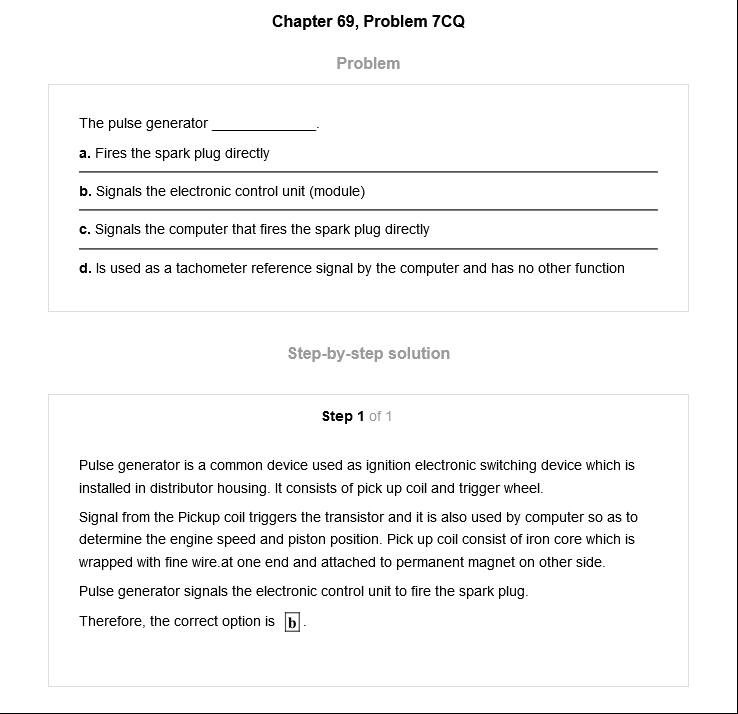 Chapter 69, Problem 7CQ
Problem
The pulse generator _____________.
a. Fires the spark plug directly
b. Signals the electronic control unit (module)
c. Signals the computer that fires the spark plug directly
d. Is used as a tachometer reference signal by the computer and has no other function
Step-by-step solution
Step 1 of 1
Pulse generator is a common device used as ignition electronic switching device which is
installed in distributor housing. It consists of pick up coil and trigger wheel.
Signal from the Pickup coil triggers the transistor and it is also used by computer so as to
determine the engine speed and piston position. Pick up coil consist of iron core which is
wrapped with fine wire.at one end and attached to permanent magnet on other side.
Pulse generator signals the electronic control unit to fire the spark plug.
Therefore, the correct option is b.